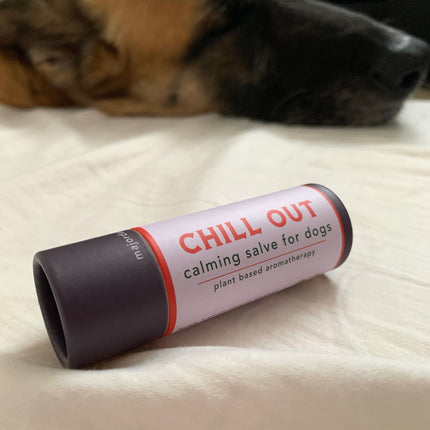 CHILL OUT
calming salve for dogs
plant based aromatherapy